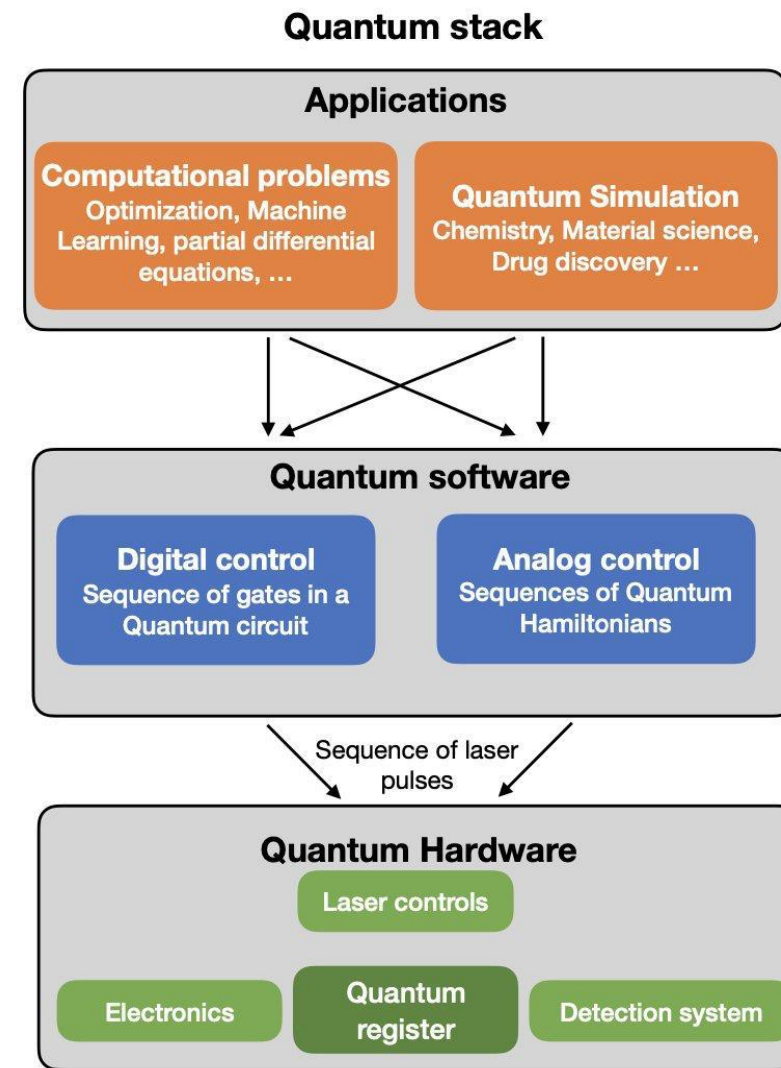 Quantum stack
Applications
Computational problems
Optimization, Machine
Learning, partial differential
equations, ...
Quantum Simulation
Chemistry, Material science,
Drug discovery ...
Quantum software
Digital control
Sequence of gates in a
Quantum circuit
Analog control
Sequences of Quantum
Hamiltonians
Sequence of laser
pulses
Quantum Hardware
Laser controls
Electronics
Quantum
register
Detection system